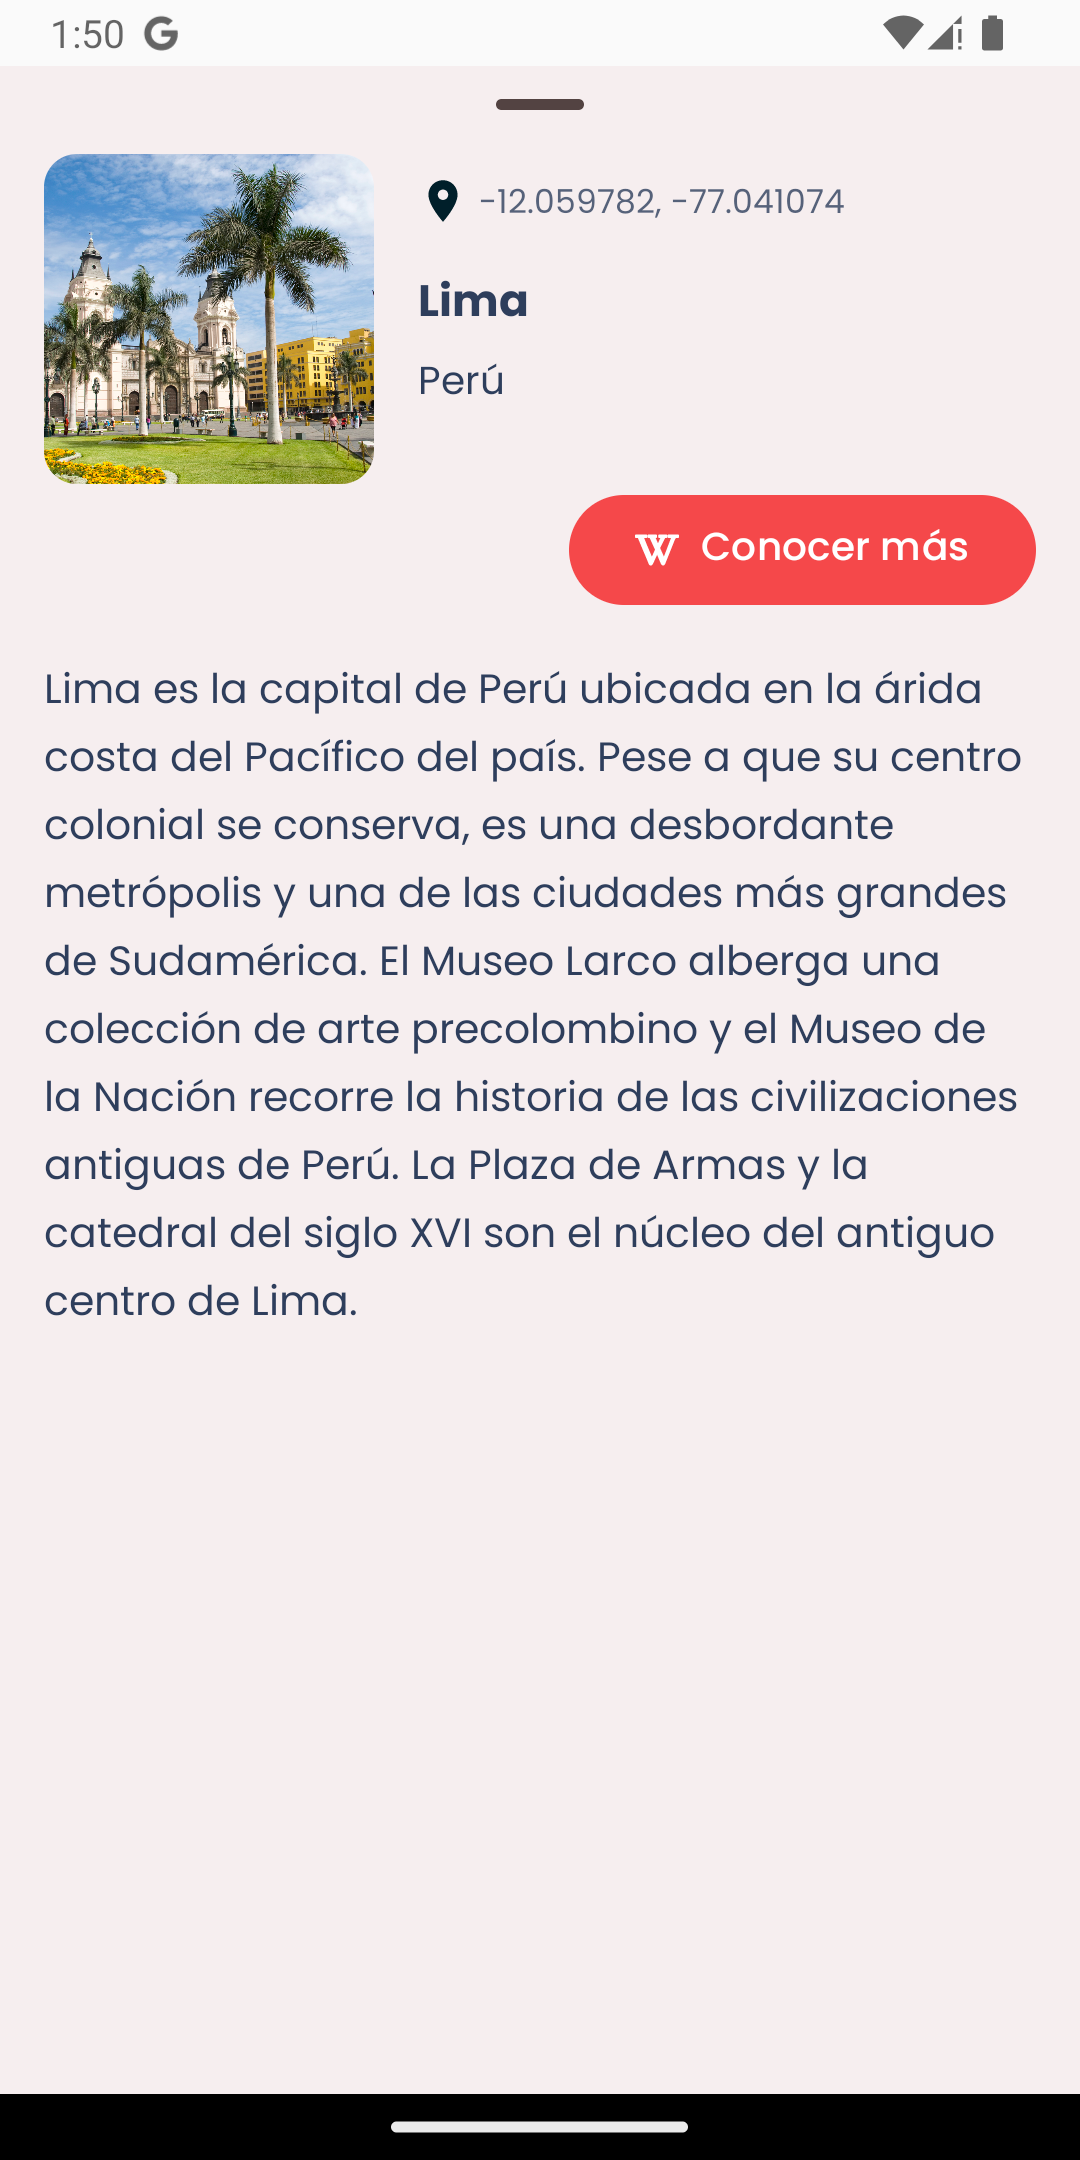 1:50 G
-12.059782, -77.041074
Lima
Perú
W Conocer más
Lima es la capital de Perú ubicada en la árida
costa del Pacífico del país. Pese a que su centro
colonial se conserva, es una desbordante
metrópolis y una de las ciudades más grandes
de Sudamérica. El Museo Larco alberga una
colección de arte precolombino y el Museo de
la Nación recorre la historia de las civilizaciones
antiguas de Perú. La Plaza de Armas y la
catedral del siglo XVI son el núcleo del antiguo
centro de Lima.